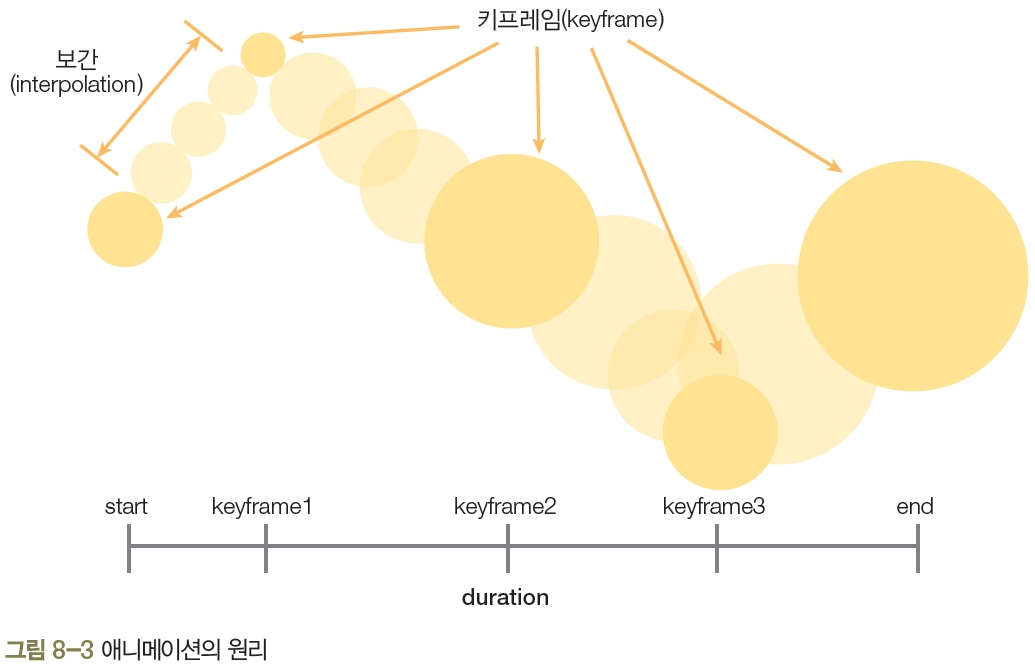 키프레임(keyframe)
보간
(interpolation)
start
keyframe1
keyframe2
keyframe3
end
duration
그림 8-3 애니메이션의 원리